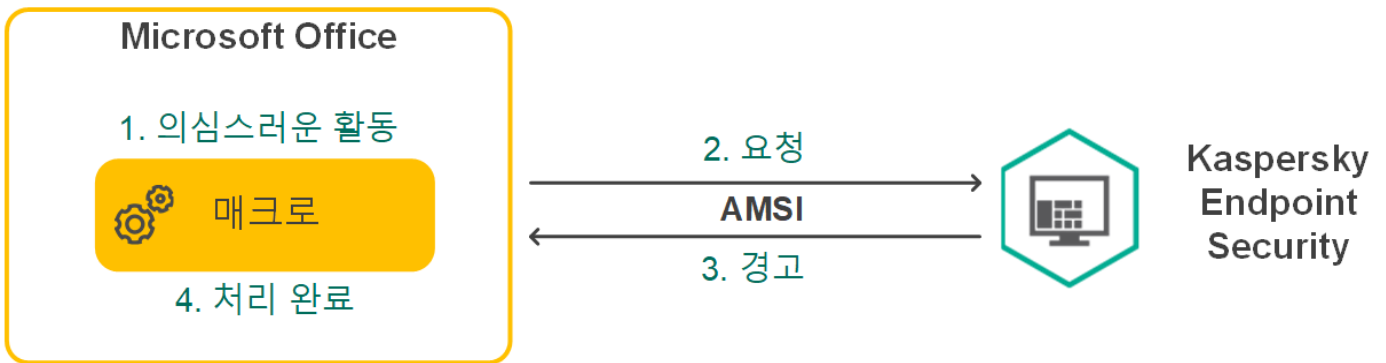 Microsoft Office
1. 의심스러운 활동
매크로
4. 처리 완료
2. 요청
AMSI
3. 경고
Kaspersky
Endpoint
Security